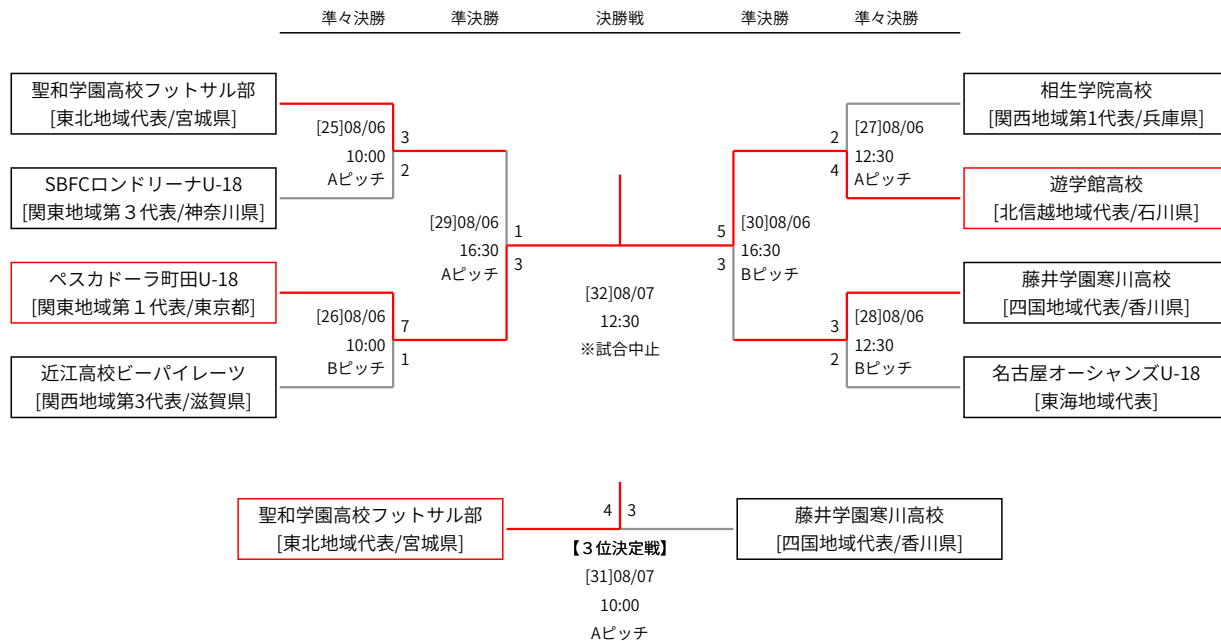 準々決勝 準決勝 決勝戦 準決勝 準々決勝
聖和学園高校フットサル部
[東北地域代表/宮城県]
SBFCロンドリーナU-18
[関東地域第３代表/神奈川県]
ペスカドーラ町田U-18
[関東地域第１代表/東京都]
近江高校ビーパイレーツ
[関西地域第3代表/滋賀県]
[25]08/06
10:00
Aピッチ
3
2
[26]08/06
10:00
Bピッチ
7
1
[29]08/06
16:30
Aピッチ
1
3
[32]08/07
12:30
※試合中止
5
3
[30]08/06
16:30
Bピッチ
2
4
[27]08/06
12:30
Aピッチ
3
2
[28]08/06
12:30
Bピッチ
相生学院高校
[関西地域第1代表/兵庫県]
遊学館高校
[北信越地域代表/石川県]
藤井学園寒川高校
[四国地域代表/香川県]
名古屋オーシャンズU-18
[東海地域代表]
聖和学園高校フットサル部
[東北地域代表/宮城県]
4 3
藤井学園寒川高校
[四国地域代表/香川県]
【３位決定戦】
[31]08/07
10:00
Aピッチ